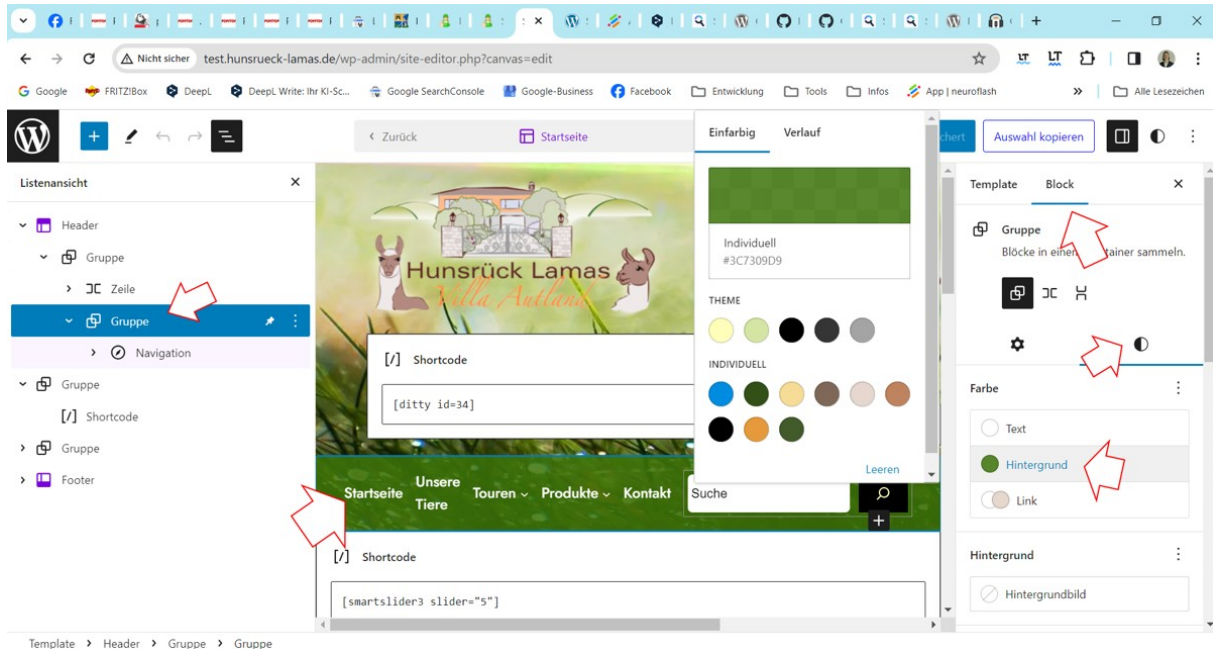 Nicht sicher
test.hunsrueck-lamas.de/wp-admin/site-editor.php?canvas=edit
Google
FRITZ!Box
DeepL
DeepL Write: Ihr KI-Sc...
Google SearchConsole
Google-Business
Facebook
Entwicklung
Tools
Infos
App | neuroflash
Alle Lesezeichen
Zurück
Startseite
Auswahl kopieren
Listenansicht
Header
Gruppe
Zeile
Gruppe
Navigation
Gruppe
[/] Shortcode
Gruppe
Footer
Hunsrück Lamas
Villa Autland
[/] Shortcode
[ditty id=34]
Startseite
Unsere
Tiere
Touren
Produkte
Kontakt
Suche
[/] Shortcode
[smartslider3 slider="5"]
Einfarbig
Verlauf
Individuell
#3C7309D9
THEME
INDIVIDUELL
Leeren
Template
Block
Gruppe
Blöcke in einem tainer sammeln.
Farbe
Text
Hintergrund
Link
Hintergrund
Hintergrundbild
Template > Header > Gruppe > Gruppe